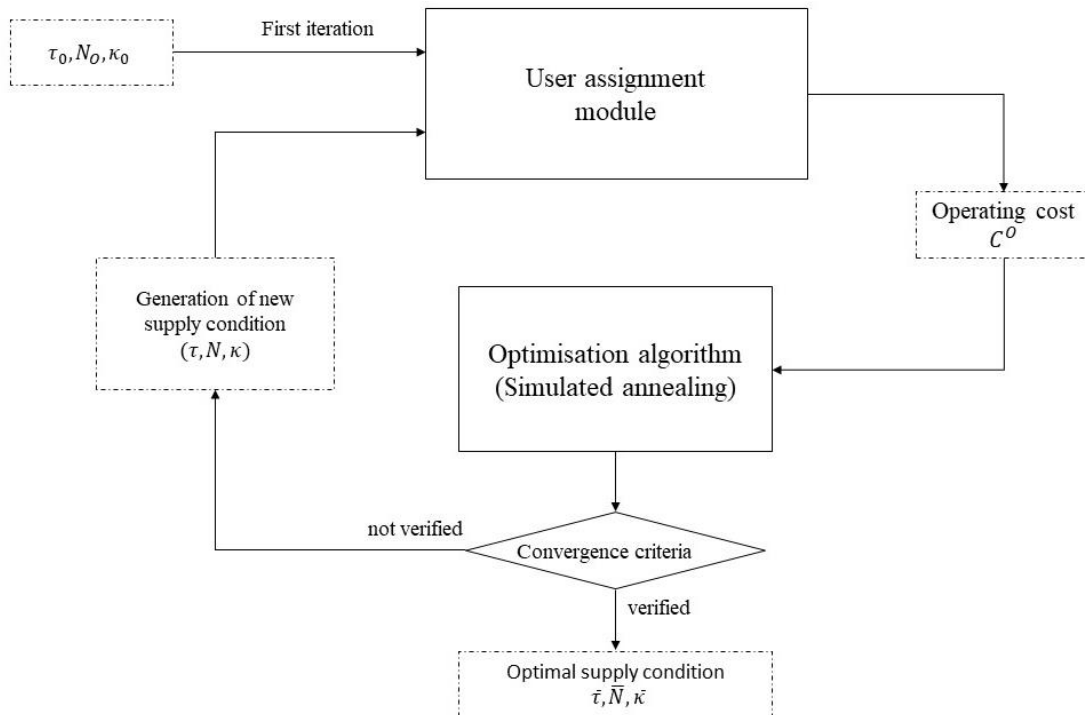 First iteration
τ₀, N_O, κ₀
User assignment
module
Operating cost
C^O
Generation of new
supply condition
(τ, N, κ)
Optimisation algorithm
(Simulated annealing)
not verified
Convergence criteria
verified
Optimal supply condition
τ̄, N̄, κ̄